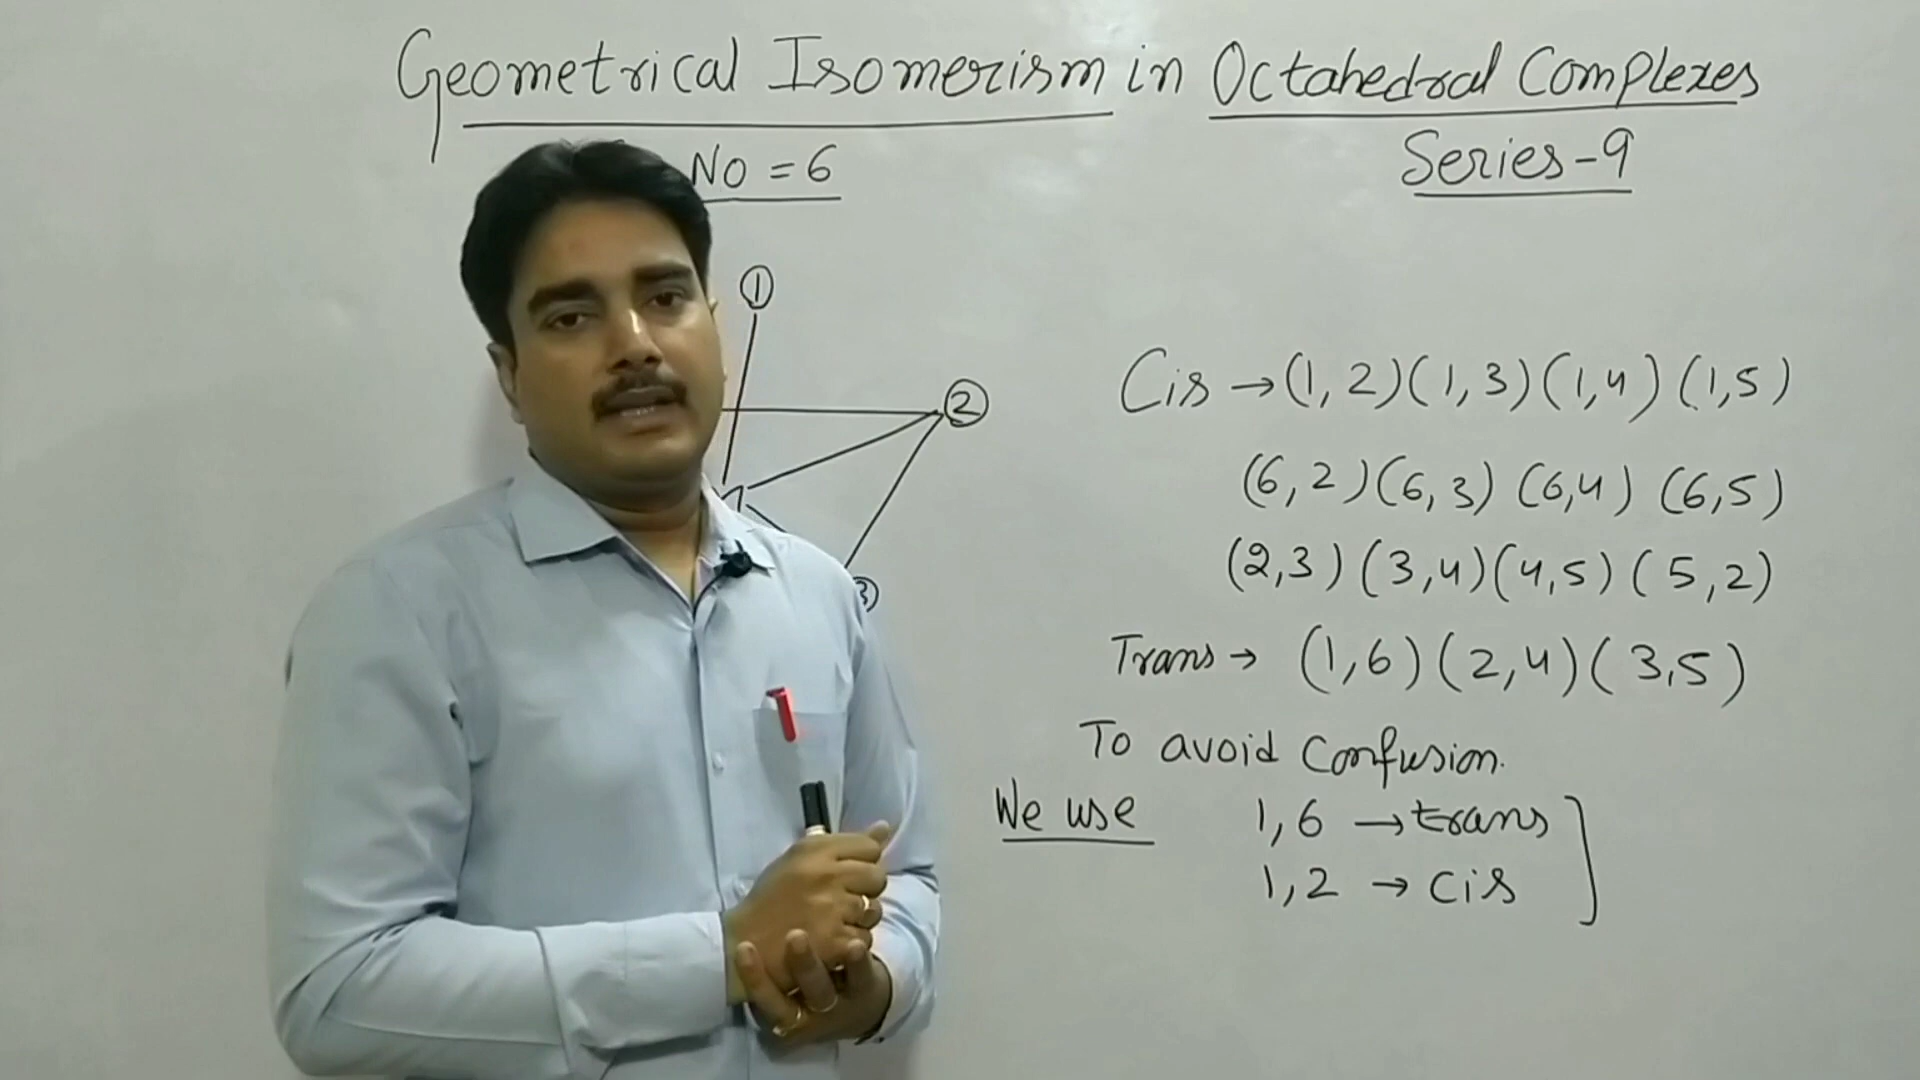 Geometrical Isomerism in Octahedral Complexes
NO = 6
Series-9
1
2
3
Cis → (1, 2) (1, 3) (1, 4) (1, 5)
(6, 2) (6, 3) (6, 4) (6, 5)
(2, 3) (3, 4) (4, 5) (5, 2)
Trans → (1, 6) (2, 4) (3, 5)
To avoid Confusion.
We use 1, 6 → trans ]
1, 2 → cis